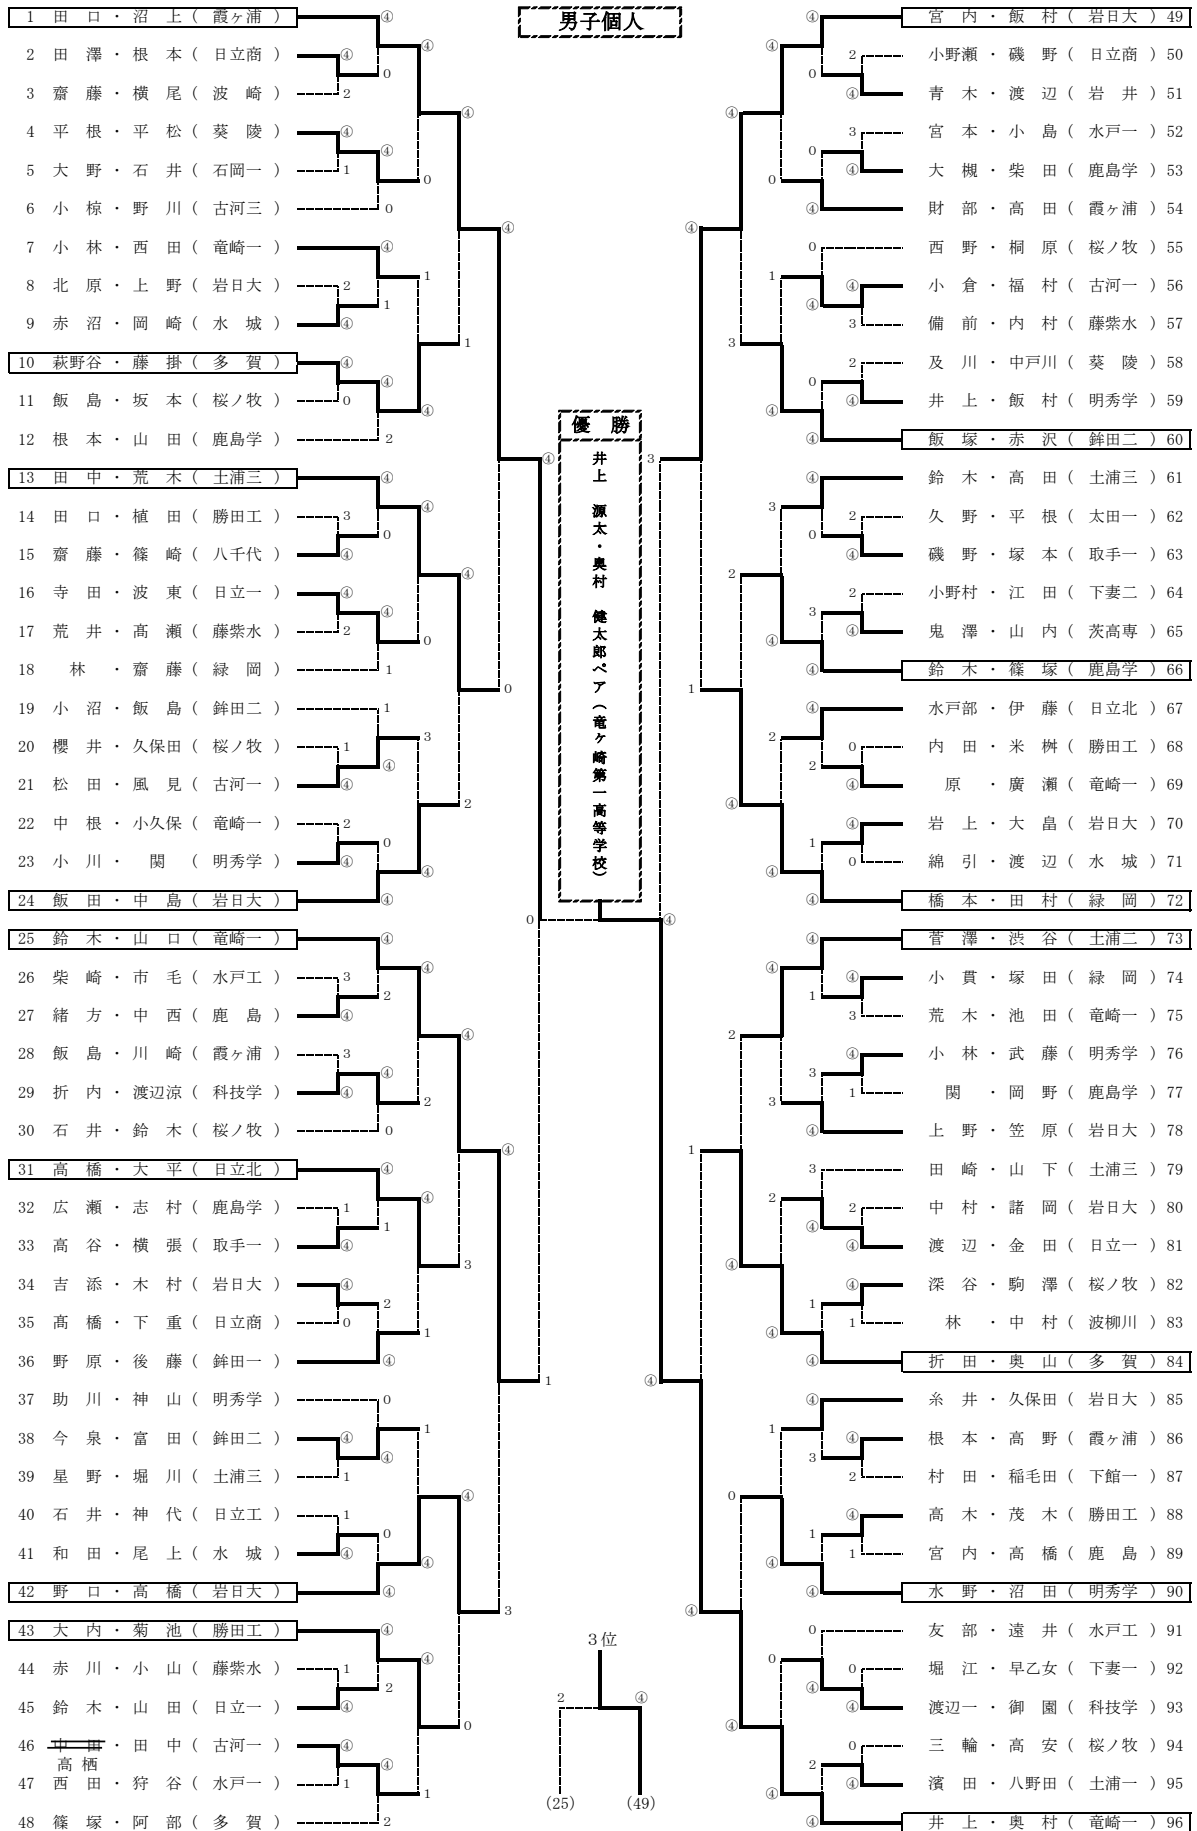 男子個人
1 田 口 ・ 沼 上 ( 霞ヶ浦 )
2 田 澤 ・ 根 本 ( 日立商 )
3 齋 藤 ・ 横 尾 ( 波 崎 )
4 平 根 ・ 平 松 ( 葵 陵 )
5 大 野 ・ 石 井 ( 石岡一 )
6 小 椋 ・ 野 川 ( 古河三 )
7 小 林 ・ 西 田 ( 竜崎一 )
8 北 原 ・ 上 野 ( 岩日大 )
9 赤 沼 ・ 岡 崎 ( 水 城 )
10 萩野谷 ・ 藤 掛 ( 多 賀 )
11 飯 島 ・ 坂 本 ( 桜ノ牧 )
12 根 本 ・ 山 田 ( 鹿島学 )
13 田 中 ・ 荒 木 ( 土浦三 )
14 田 口 ・ 植 田 ( 勝田工 )
15 齋 藤 ・ 篠 崎 ( 八千代 )
16 寺 田 ・ 波 東 ( 日立一 )
17 荒 井 ・ 髙 瀬 ( 藤紫水 )
18 林 ・ 齋 藤 ( 緑 岡 )
19 小 沼 ・ 飯 島 ( 鉾田二 )
20 櫻 井 ・ 久保田 ( 桜ノ牧 )
21 松 田 ・ 風 見 ( 古河一 )
22 中 根 ・ 小久保 ( 竜崎一 )
23 小 川 ・ 関 ( 明秀学 )
24 飯 田 ・ 中 島 ( 岩日大 )
25 鈴 木 ・ 山 口 ( 竜崎一 )
26 柴 崎 ・ 市 毛 ( 水戸工 )
27 緒 方 ・ 中 西 ( 鹿 島 )
28 飯 島 ・ 川 崎 ( 霞ヶ浦 )
29 折 内 ・ 渡辺涼 ( 科技学 )
30 石 井 ・ 鈴 木 ( 桜ノ牧 )
31 高 橋 ・ 大 平 ( 日立北 )
32 広 瀬 ・ 志 村 ( 鹿島学 )
33 高 谷 ・ 横 張 ( 取手一 )
34 吉 添 ・ 木 村 ( 岩日大 )
35 髙 橋 ・ 下 重 ( 日立商 )
36 野 原 ・ 後 藤 ( 鉾田一 )
37 助 川 ・ 神 山 ( 明秀学 )
38 今 泉 ・ 富 田 ( 鉾田二 )
39 星 野 ・ 堀 川 ( 土浦三 )
40 石 井 ・ 神 代 ( 日立工 )
41 和 田 ・ 尾 上 ( 水 城 )
42 野 口 ・ 高 橋 ( 岩日大 )
43 大 内 ・ 菊 池 ( 勝田工 )
44 赤 川 ・ 小 山 ( 藤紫水 )
45 鈴 木 ・ 山 田 ( 日立一 )
46 中 田 ・ 田 中 ( 古河一 )
高 栖
47 西 田 ・ 狩 谷 ( 水戸一 )
48 篠 塚 ・ 阿 部 ( 多 賀 )
優 勝
井上 源太・奥村 健太郎ペア(竜ヶ崎第一高等学校)
3位
2 ④
(25) (49)
宮 内 ・ 飯 村 ( 岩日大 ) 49
小野瀬 ・ 磯 野 ( 日立商 ) 50
青 木 ・ 渡 辺 ( 岩 井 ) 51
宮 本 ・ 小 島 ( 水戸一 ) 52
大 槻 ・ 柴 田 ( 鹿島学 ) 53
財 部 ・ 高 田 ( 霞ヶ浦 ) 54
西 野 ・ 桐 原 ( 桜ノ牧 ) 55
小 倉 ・ 福 村 ( 古河一 ) 56
備 前 ・ 内 村 ( 藤紫水 ) 57
及 川 ・ 中戸川 ( 葵 陵 ) 58
井 上 ・ 飯 村 ( 明秀学 ) 59
飯 塚 ・ 赤 沢 ( 鉾田二 ) 60
鈴 木 ・ 高 田 ( 土浦三 ) 61
久 野 ・ 平 根 ( 太田一 ) 62
磯 野 ・ 塚 本 ( 取手一 ) 63
小野村 ・ 江 田 ( 下妻二 ) 64
鬼 澤 ・ 山 内 ( 茨高専 ) 65
鈴 木 ・ 篠 塚 ( 鹿島学 ) 66
水戸部 ・ 伊 藤 ( 日立北 ) 67
内 田 ・ 米 桝 ( 勝田工 ) 68
原 ・ 廣 瀬 ( 竜崎一 ) 69
岩 上 ・ 大 畠 ( 岩日大 ) 70
綿 引 ・ 渡 辺 ( 水 城 ) 71
橋 本 ・ 田 村 ( 緑 岡 ) 72
菅 澤 ・ 渋 谷 ( 土浦二 ) 73
小 貫 ・ 塚 田 ( 緑 岡 ) 74
荒 木 ・ 池 田 ( 竜崎一 ) 75
小 林 ・ 武 藤 ( 明秀学 ) 76
関 ・ 岡 野 ( 鹿島学 ) 77
上 野 ・ 笠 原 ( 岩日大 ) 78
田 崎 ・ 山 下 ( 土浦三 ) 79
中 村 ・ 諸 岡 ( 岩日大 ) 80
渡 辺 ・ 金 田 ( 日立一 ) 81
深 谷 ・ 駒 澤 ( 桜ノ牧 ) 82
林 ・ 中 村 ( 波柳川 ) 83
折 田 ・ 奥 山 ( 多 賀 ) 84
糸 井 ・ 久保田 ( 岩日大 ) 85
根 本 ・ 高 野 ( 霞ヶ浦 ) 86
村 田 ・ 稲毛田 ( 下館一 ) 87
高 木 ・ 茂 木 ( 勝田工 ) 88
宮 内 ・ 高 橋 ( 鹿 島 ) 89
水 野 ・ 沼 田 ( 明秀学 ) 90
友 部 ・ 遠 井 ( 水戸工 ) 91
堀 江 ・ 早乙女 ( 下妻一 ) 92
渡辺一 ・ 御 園 ( 科技学 ) 93
三 輪 ・ 高 安 ( 桜ノ牧 ) 94
濱 田 ・ 八野田 ( 土浦一 ) 95
井 上 ・ 奥 村 ( 竜崎一 ) 96